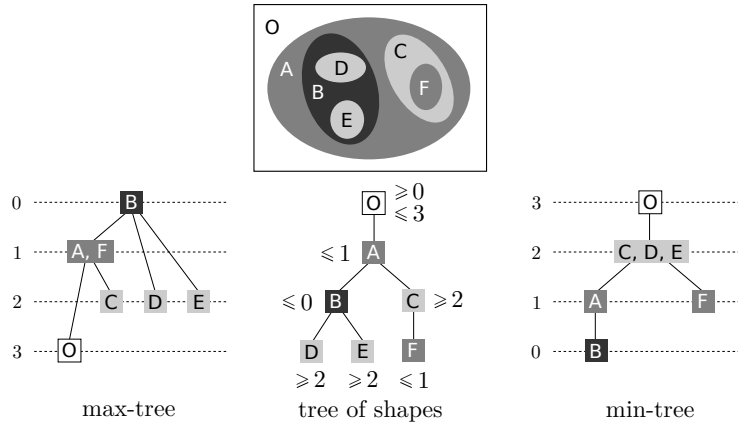 O
A
C
D
B
F
E
0
B
O
⩾0
⩽3
3
O
1
A, F
⩽1
A
2
C, D, E
2
C
D
E
⩽0
B
C
⩾2
1
A
F
3
O
D
E
F
0
B
⩾2
⩾2
⩽1
max-tree
tree of shapes
min-tree